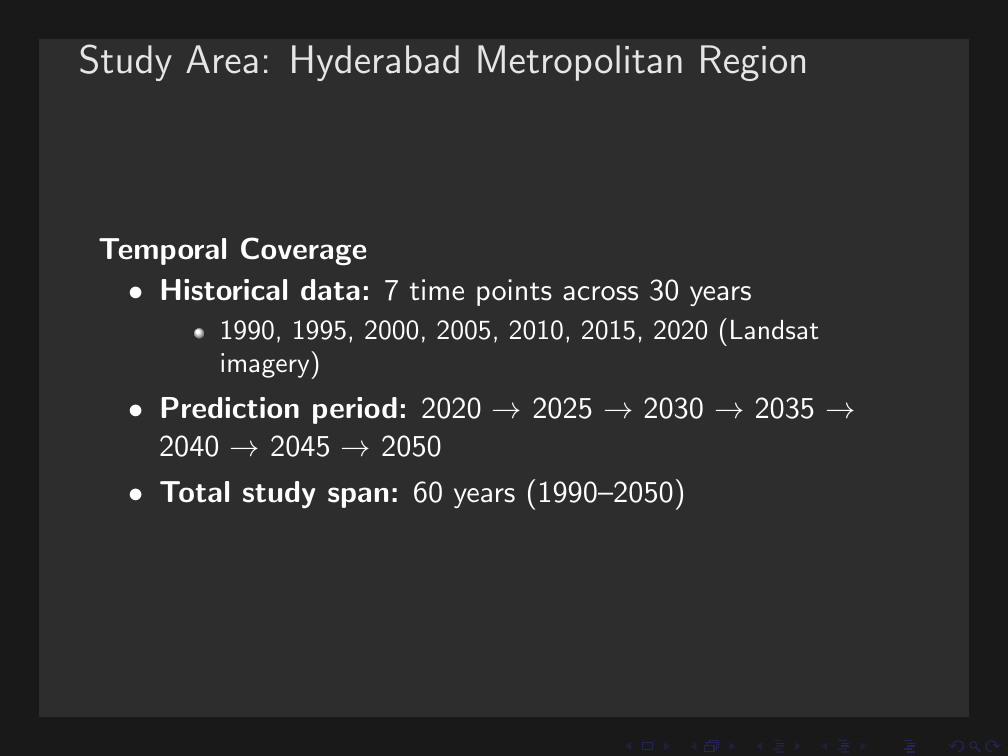 Study Area: Hyderabad Metropolitan Region
Temporal Coverage
• Historical data: 7 time points across 30 years
• 1990, 1995, 2000, 2005, 2010, 2015, 2020 (Landsat
imagery)
• Prediction period: 2020 → 2025 → 2030 → 2035 →
2040 → 2045 → 2050
• Total study span: 60 years (1990–2050)